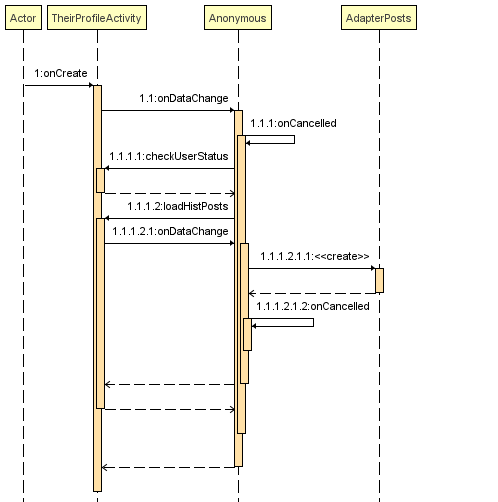 Actor TheirProfileActivity Anonymous AdapterPosts
1:onCreate
1.1:onDataChange
1.1.1:onCancelled
1.1.1.1:checkUserStatus
1.1.1.2:loadHistPosts
1.1.1.2.1:onDataChange
1.1.1.2.1.1:<<create>>
1.1.1.2.1.2:onCancelled